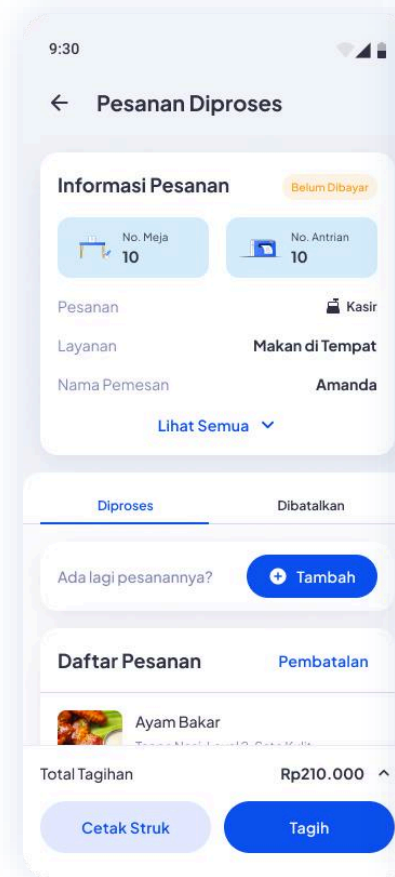 9:30
Pesanan Diproses
Informasi Pesanan
Belum Dibayar
No. Meja
10
No. Antrian
10
Pesanan
Kasir
Layanan
Makan di Tempat
Nama Pemesan
Amanda
Lihat Semua
Diproses
Dibatalkan
Ada lagi pesanannya?
Tambah
Daftar Pesanan
Pembatalan
Ayam Bakar
Total Tagihan
Rp210.000
Cetak Struk
Tagih